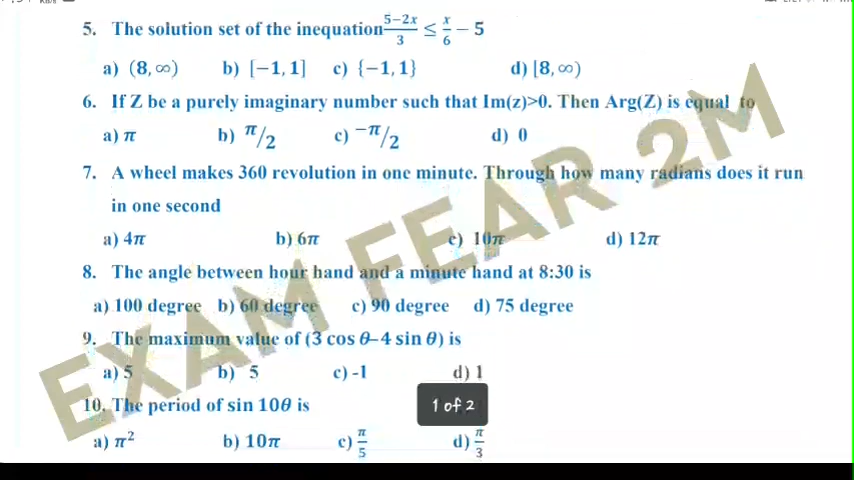 5. The solution set of the inequation $\frac{5-2x}{3} \leq \frac{x}{6} - 5$
a) (8, ∞) b) [−1, 1] c) {−1, 1} d) [8, ∞)
6. If Z be a purely imaginary number such that Im(z)>0. Then Arg(Z) is equal to
a) π b) π/2 c) −π/2 d) 0
7. A wheel makes 360 revolution in one minute. Through how many radians does it run
in one second
a) 4π b) 6π c) 10π d) 12π
8. The angle between hour hand and a minute hand at 8:30 is
a) 100 degree b) 60 degree c) 90 degree d) 75 degree
9. The maximum value of (3 cos θ−4 sin θ) is
a) 5 b) 5 c) -1 d) 1
10. The period of sin 10θ is
1 of 2
a) π² b) 10π c) $\frac{π}{5}$ d) $\frac{π}{3}$
EXAM FEAR 2M